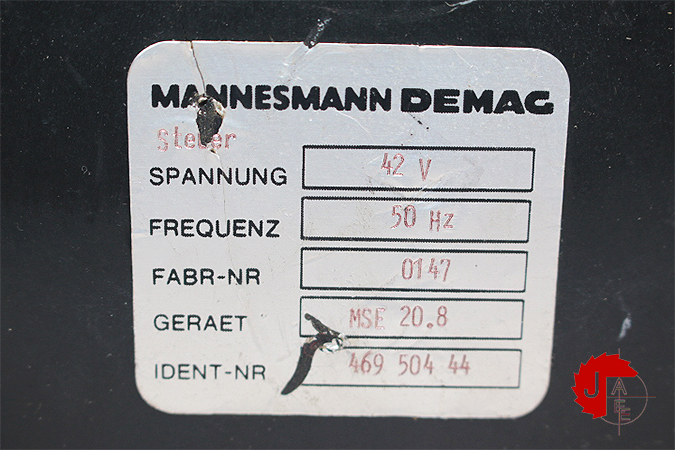 MANNESMANN DEMAG
SPANNUNG 42 V
FREQUENZ 50 Hz
FABR-NR 0147
GERAET MSE 20.8
IDENT-NR 469 504 44
J
A
F
E